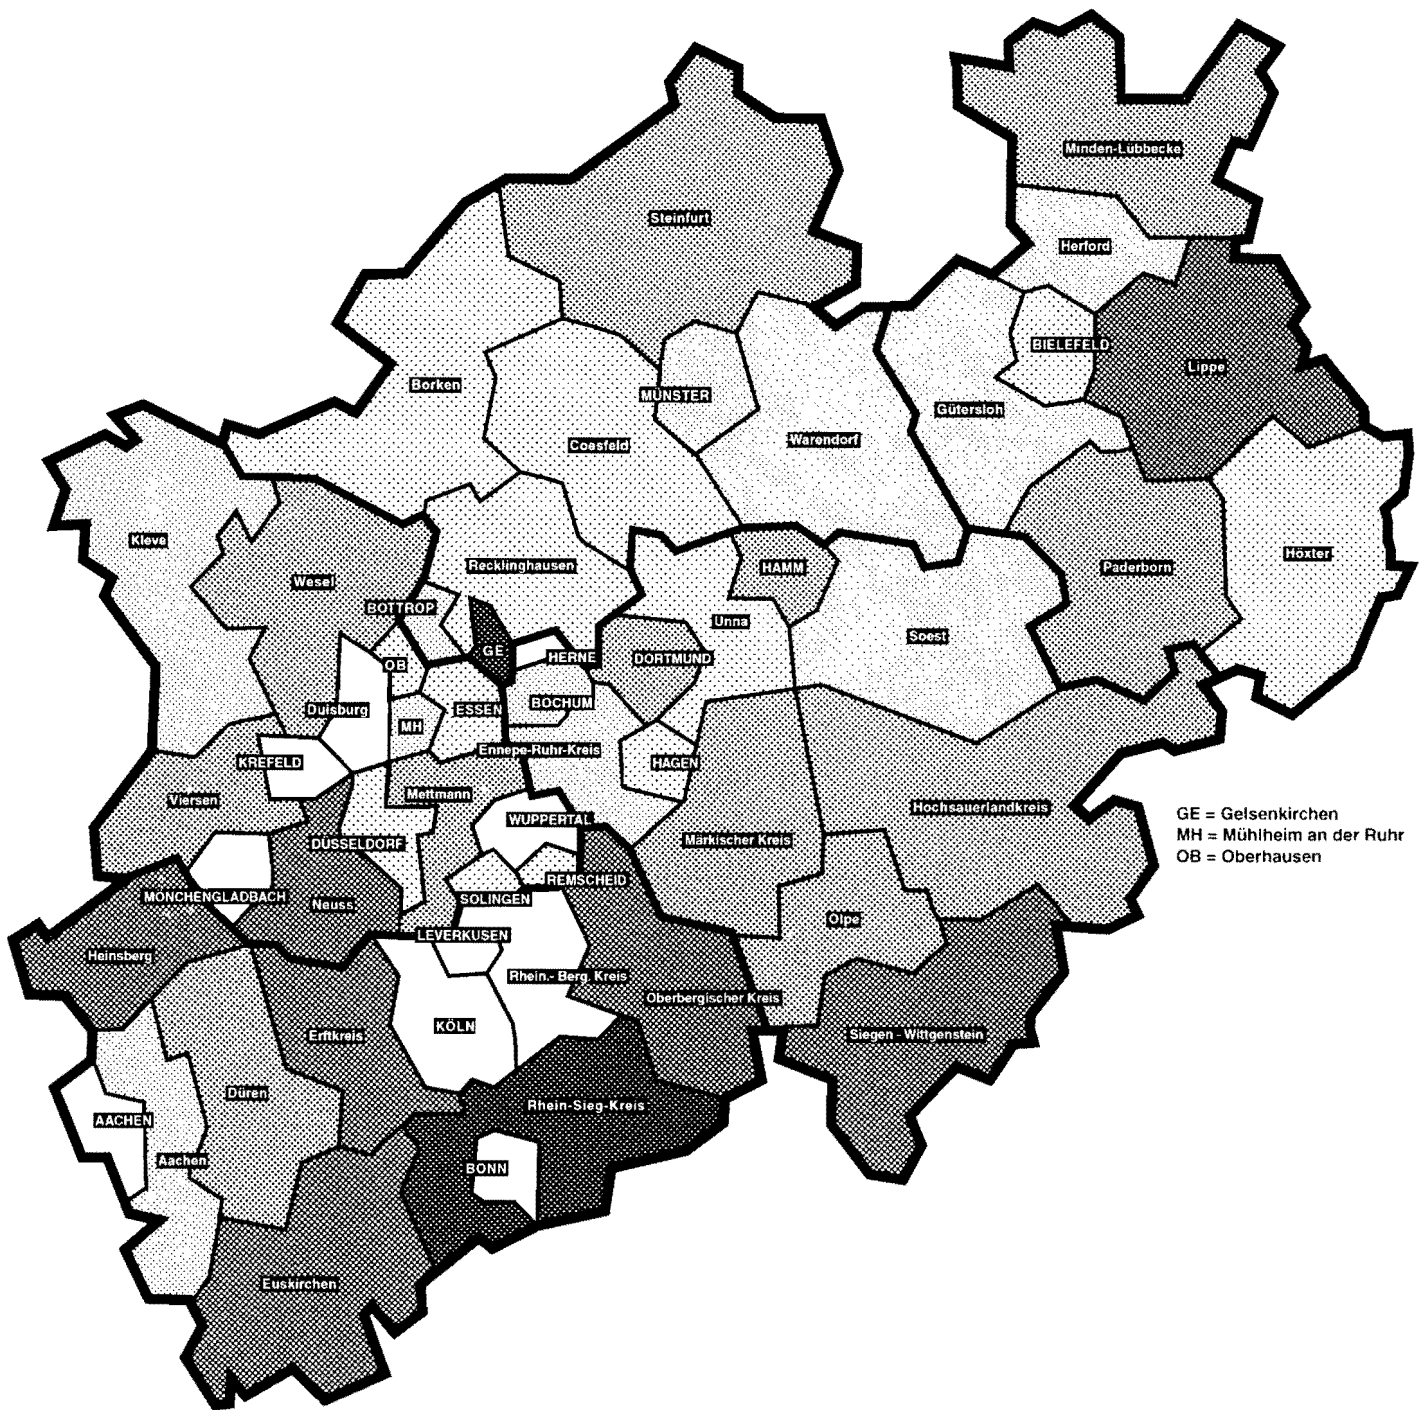 Minden-Lübbecke
Steinfurt
Herford
BIELEFELD
Lippe
Borken
MÜNSTER
Gütersloh
Coesfeld
Warendorf
Kleve
Höxter
Recklinghausen
HAMM
Paderborn
Wesel
BOTTROP
Unna
Soest
GE
HERNE
DORTMUND
OB
BOCHUM
Duisburg
ESSEN
MH
Ennepe-Ruhr-Kreis
KREFELD
HAGEN
Viersen
Mettmann
Hochsauerlandkreis
GE = Gelsenkirchen
MH = Mühlheim an der Ruhr
OB = Oberhausen
WUPPERTAL
DÜSSELDORF
Märkischer Kreis
REMSCHEID
MÖNCHENGLADBACH
SOLINGEN
Neuss
Olpe
LEVERKUSEN
Heinsberg
Rhein.- Berg. Kreis
Oberbergischer Kreis
KÖLN
Erftkreis
Siegen - Wittgenstein
Düren
Rhein-Sieg-Kreis
AACHEN
Aachen
BONN
Euskirchen